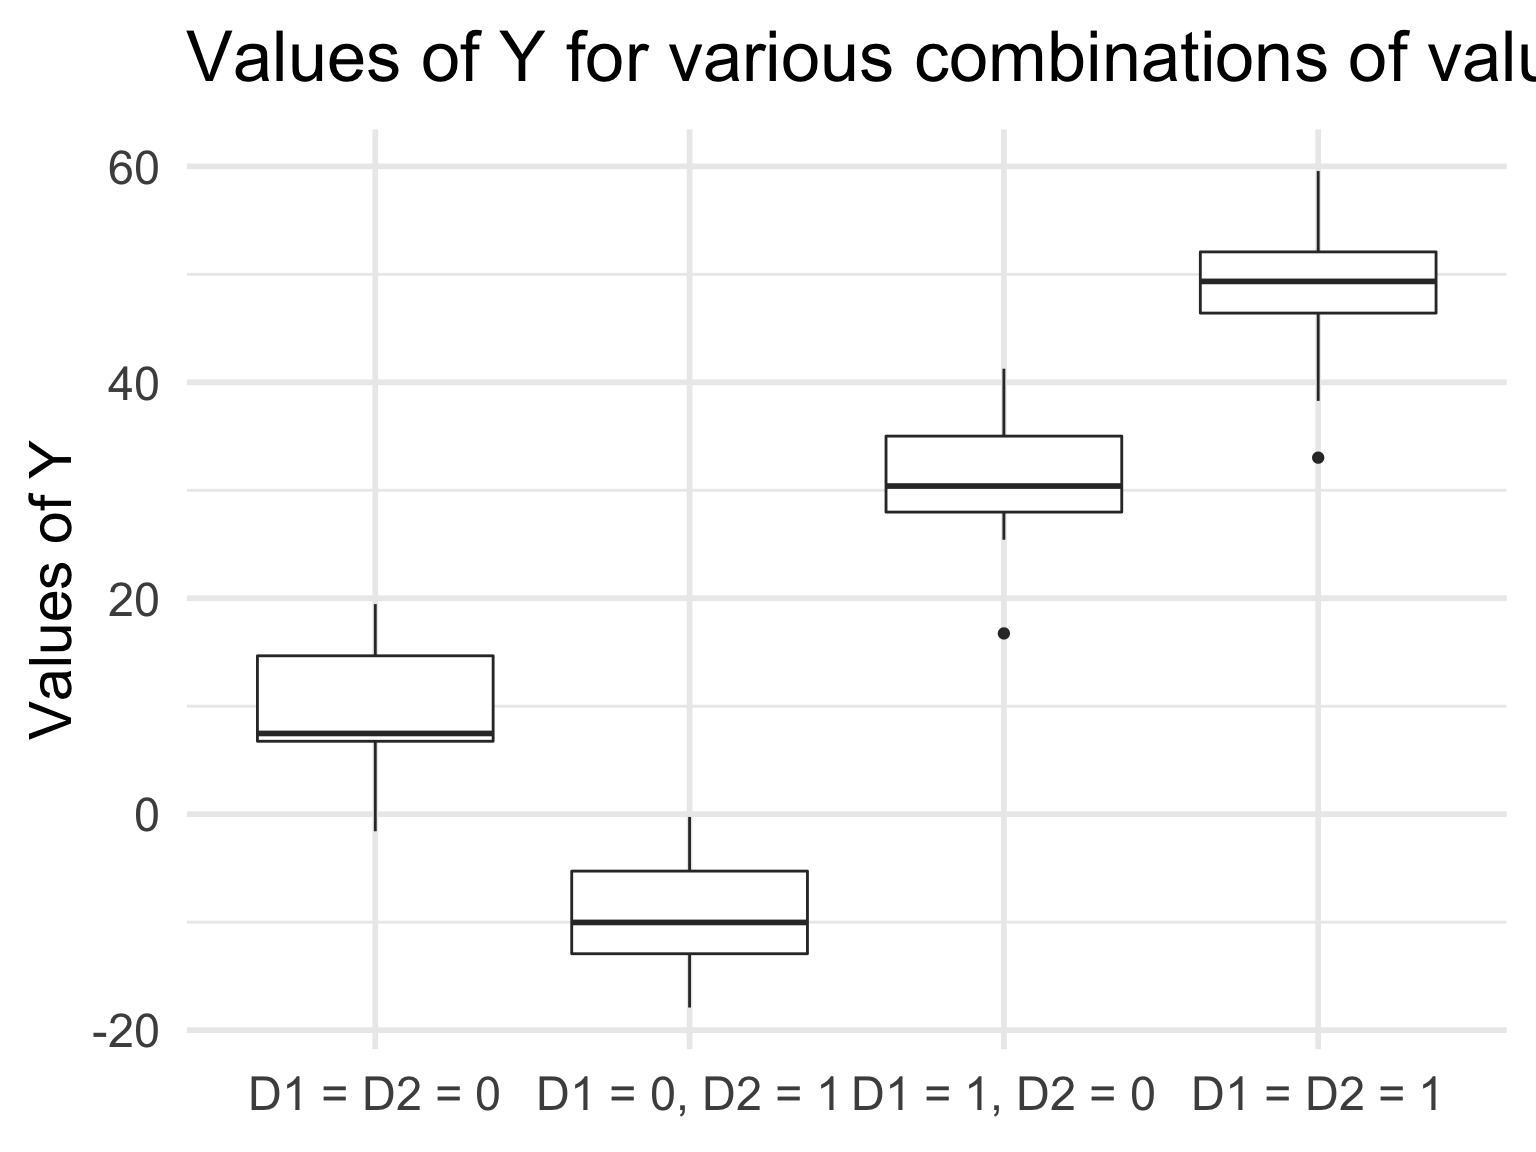 Values of Y for various combinations of valu
60
40
20
0
-20
Values of Y
D1 = D2 = 0
D1 = 0, D2 = 1
D1 = 1, D2 = 0
D1 = D2 = 1